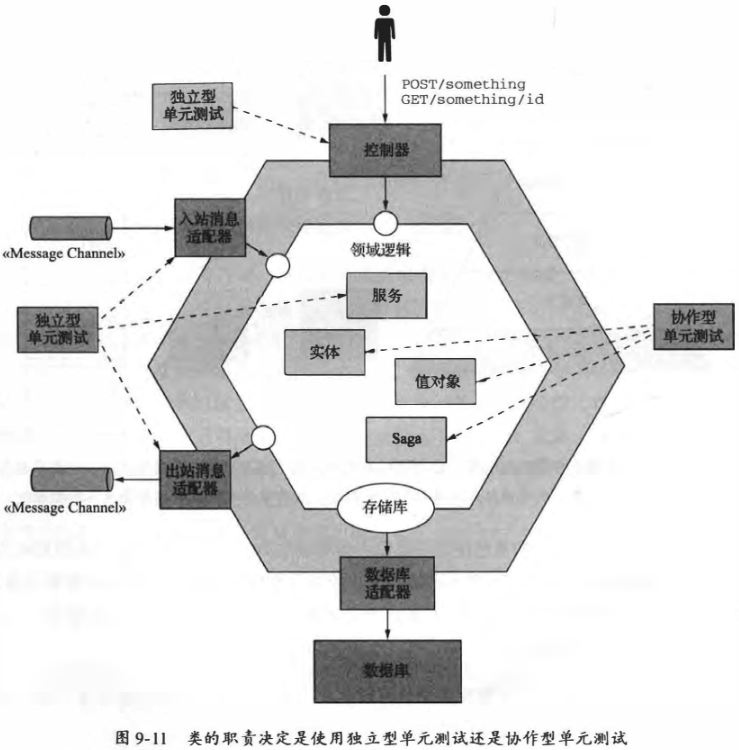 POST/something
GET/something/id
独立型
单元测试
控制器
入站消息
适配器
«Message Channel»
领域逻辑
服务
独立型
单元测试
协作型
单元测试
实体
值对象
Saga
出站消息
适配器
«Message Channel»
存储库
数据库
适配器
数据库
图 9-11 类的职责决定是使用独立型单元测试还是协作型单元测试